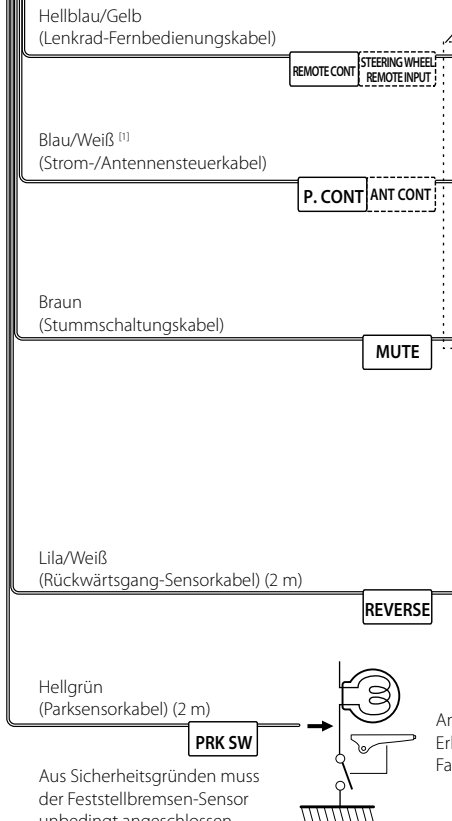 Hellblau/Gelb
(Lenkrad-Fernbedienungskabel)
REMOTE CONT
STEERING WHEEL
REMOTE INPUT
Blau/Weiß [1]
(Strom-/Antennensteuerkabel)
P. CONT
ANT CONT
Braun
(Stummschaltungskabel)
MUTE
Lila/Weiß
(Rückwärtsgang-Sensorkabel) (2 m)
REVERSE
Hellgrün
(Parksensorkabel) (2 m)
PRK SW
Aus Sicherheitsgründen muss
der Feststellbremsen-Sensor
unbedingt angeschlossen